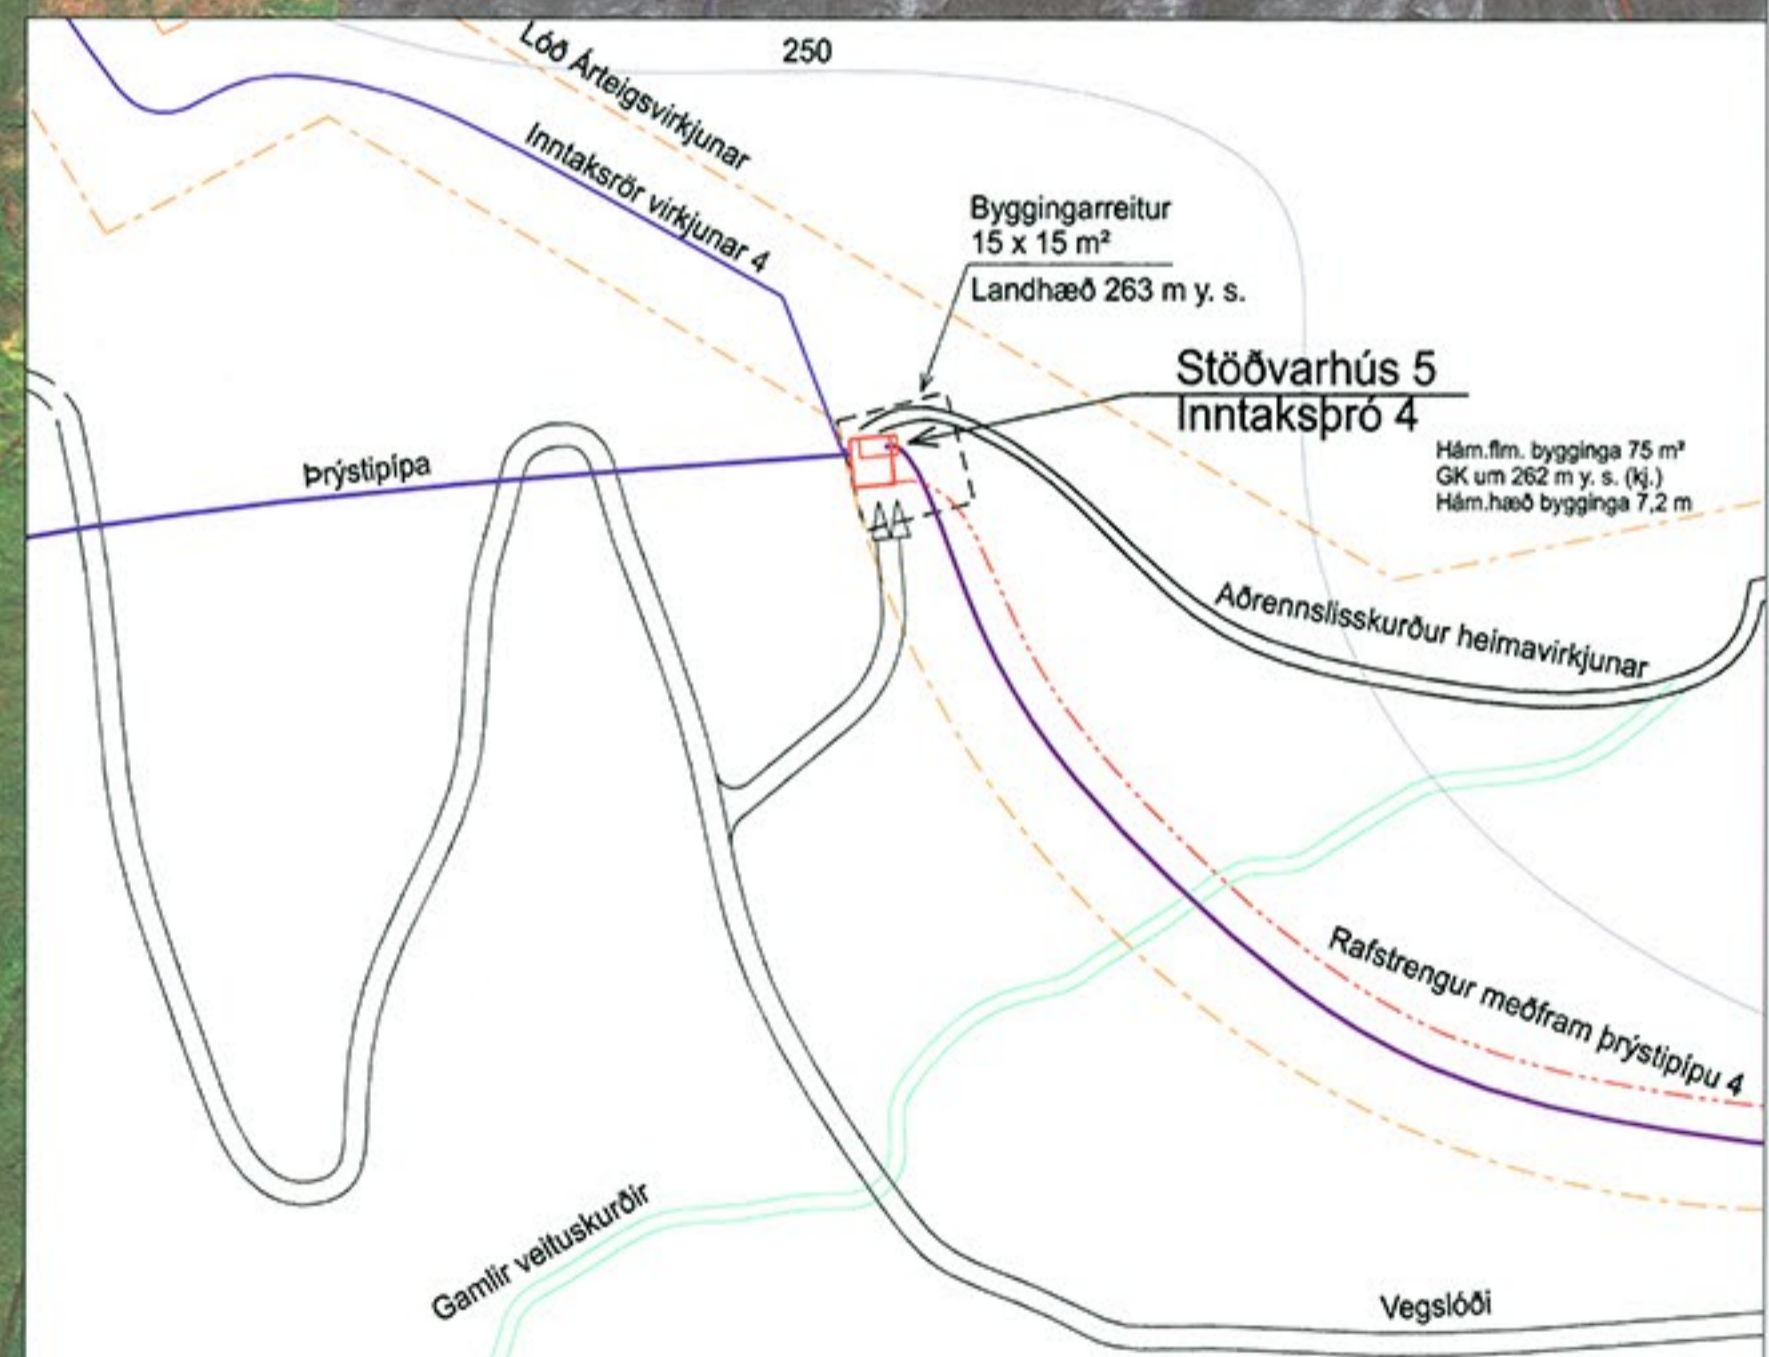 250
Lóð Árteigsvirkjunar
Inntaksrör virkjunar 4
Byggingarreitur
15 x 15 m²
Landhæð 263 m y. s.
Stöðvarhús 5
Inntaksþró 4
Hám.flm. bygginga 75 m²
GK um 262 m y. s. (kj.)
Hám.hæð bygginga 7,2 m
Þrýstipípa
Aðrennslisskurður heimavirkjunar
Rafstrengur meðfram þrýstipípu 4
Gamlir veituskurðir
Vegslóði